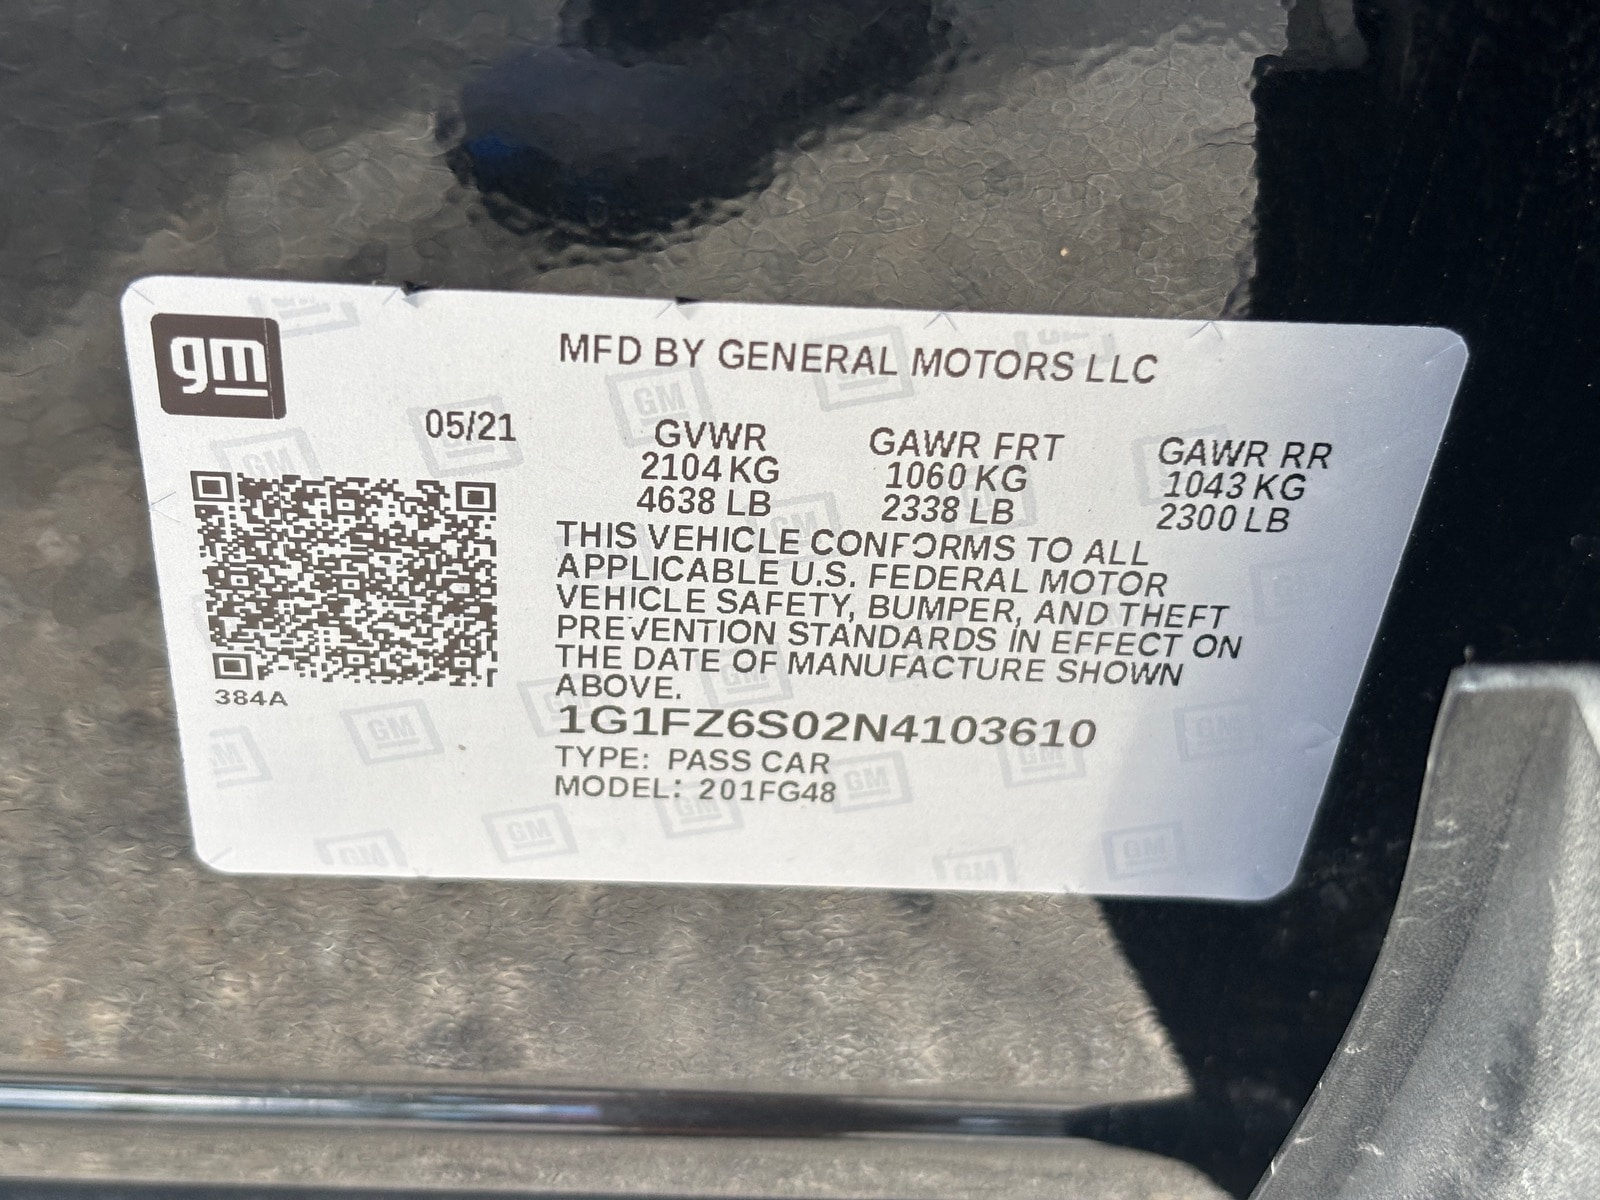 gm
MFD BY GENERAL MOTORS LLC
05/21
GVWR GAWR FRT GAWR RR
2104 KG 1060 KG 1043 KG
4638 LB 2338 LB 2300 LB
THIS VEHICLE CONFORMS TO ALL
APPLICABLE U.S. FEDERAL MOTOR
VEHICLE SAFETY, BUMPER, AND THEFT
PREVENTION STANDARDS IN EFFECT ON
THE DATE OF MANUFACTURE SHOWN
ABOVE.
384A
1G1FZ6S02N4103610
TYPE: PASS CAR
MODEL: 201FG48